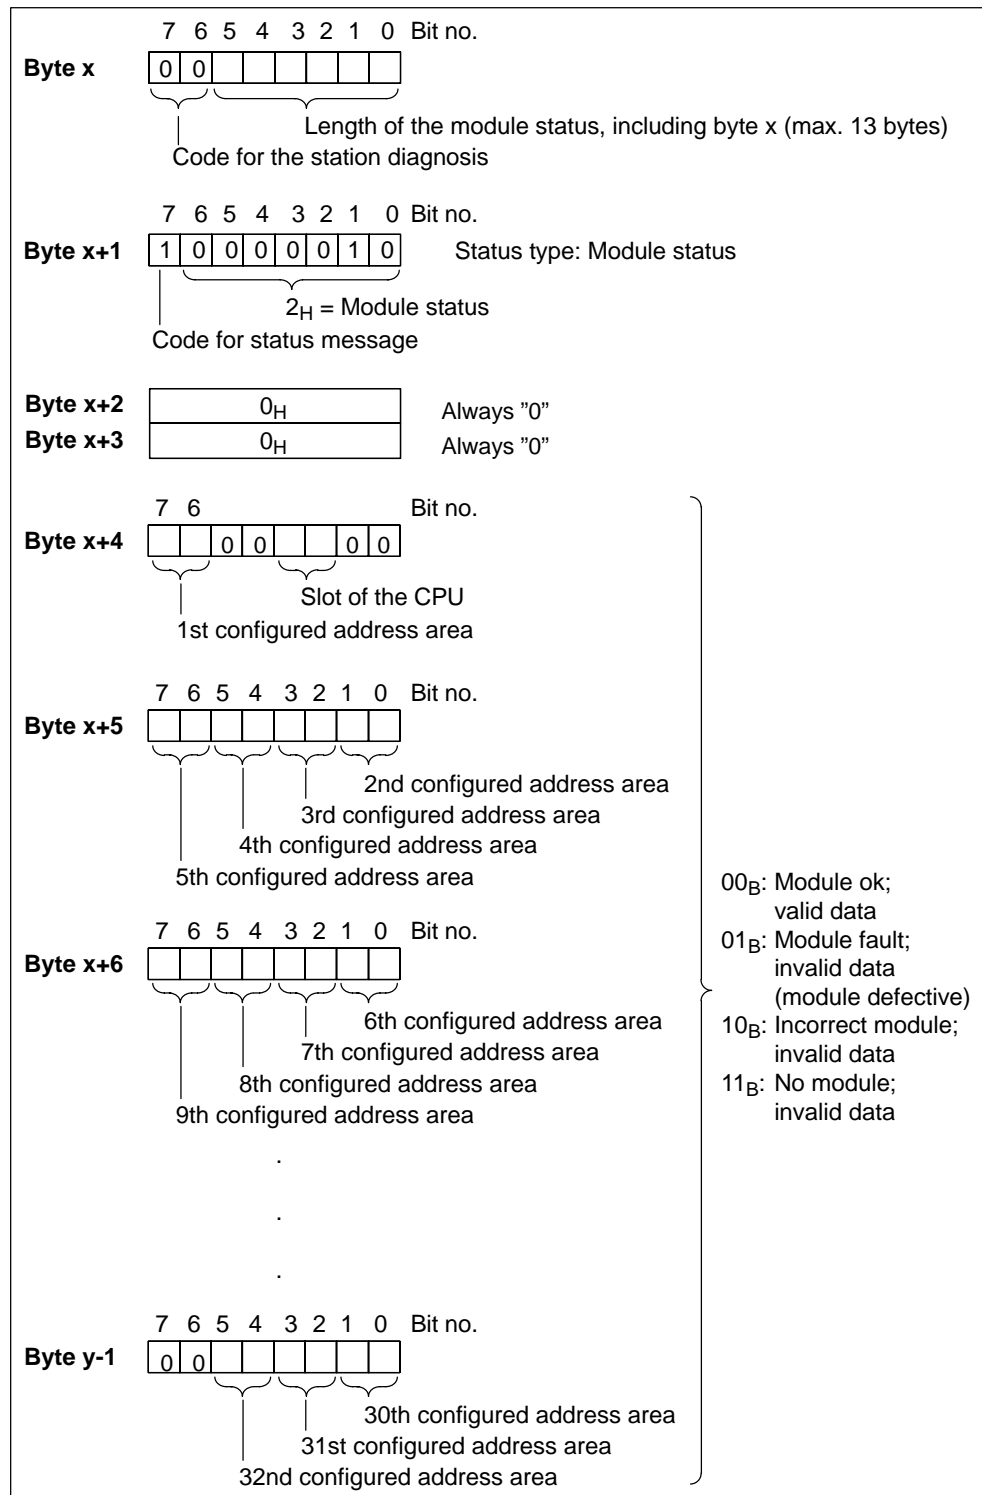 7 6 5 4 3 2 1 0 Bit no.
Byte x 0 0
Length of the module status, including byte x (max. 13 bytes)
Code for the station diagnosis
7 6 5 4 3 2 1 0 Bit no.
Byte x+1 1 0 0 0 0 0 1 0 Status type: Module status
2H = Module status
Code for status message
Byte x+2 0H Always ”0”
Byte x+3 0H Always ”0”
7 6 Bit no.
Byte x+4 0 0 0 0
Slot of the CPU
1st configured address area
7 6 5 4 3 2 1 0 Bit no.
Byte x+5
2nd configured address area
3rd configured address area
4th configured address area
5th configured address area
7 6 5 4 3 2 1 0 Bit no.
Byte x+6
6th configured address area
7th configured address area
8th configured address area
9th configured address area
.
.
.
7 6 5 4 3 2 1 0 Bit no.
Byte y-1 0 0
30th configured address area
31st configured address area
32nd configured address area
00B: Module ok;
valid data
01B: Module fault;
invalid data
(module defective)
10B: Incorrect module;
invalid data
11B: No module;
invalid data